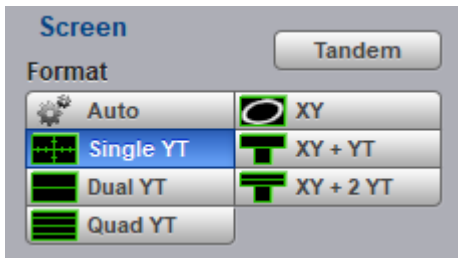 Screen
Tandem
Format
Auto
XY
Single YT
XY + YT
Dual YT
XY + 2 YT
Quad YT